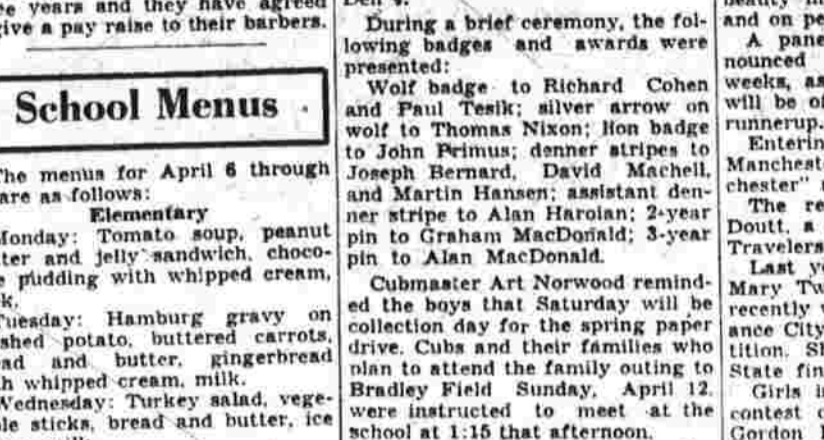 years and they have agreed
give a pay raise to their barbers.
School Menus
The menus for April 6 through
are as follows:
Elementary
Monday: Tomato soup, peanut
and jelly sandwich, choco-
pudding with whipped cream,
Tuesday: Hamburg gravy on
potato, buttered carrots,
and butter, gingerbread
whipped cream, milk.
Wednesday: Turkey salad, vege-
sticks, bread and butter, ice
During a brief ceremony, the fol-
lowing badges and awards were
presented:
Wolf badge to Richard Cohen
and Paul Tesik; silver arrow on
wolf to Thomas Nixon; lion badge
to John Primus; denner stripes to
Joseph Bernard, David Machell,
and Martin Hansen; assistant den-
ner stripe to Alan Haroian; 2-year
pin to Graham MacDonald; 3-year
pin to Alan MacDonald.
Cubmaster Art Norwood remind-
ed the boys that Saturday will be
collection day for the spring paper
drive. Cubs and their families who
plan to attend the family outing to
Bradley Field Sunday, April 12,
were instructed to meet at the
school at 1:15 that afternoon.
and on pe
A pane
nounced
weeks, as
will be of
runnerup.
Enterin
Manchest
chester"
The re
Doutt, a
Travelers
Last y
Mary Tw
recently
ance City
tition. Sh
State fin
Girls i
contest
Gordon